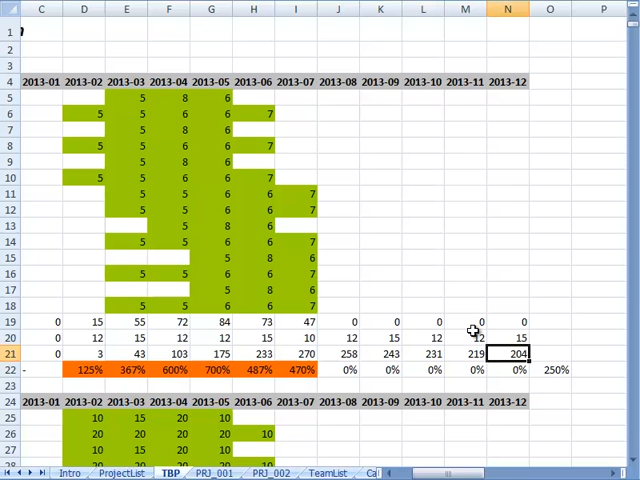 C D E F G H I J K L M N O P
1
2
3
4 2013-01 2013-02 2013-03 2013-04 2013-05 2013-06 2013-07 2013-08 2013-09 2013-10 2013-11 2013-12
5 5 8 6
6 5 5 6 6 7
7 5 8 6
8 5 5 6 6 7
9 5 8 6
10 5 5 6 6 7
11 5 5 6 6 7
12 5 5 6 6 7
13 5 8 6
14 5 5 6 6 7
15 5 8 6
16 5 5 6 6 7
17 5 8 6
18 5 5 6 6 7
19 0 15 55 72 84 73 47 0 0 0 0 0
20 0 12 15 12 12 15 10 12 15 12 12 15
21 0 3 43 103 175 233 270 258 243 231 219 204
22 - 125% 367% 600% 700% 487% 470% 0% 0% 0% 0% 0% 250%
23
24 2013-01 2013-02 2013-03 2013-04 2013-05 2013-06 2013-07 2013-08 2013-09 2013-10 2013-11 2013-12
25 10 15 20 10
26 20 20 20 20 10
27 10 15 20 10
28 20 20 20 20 10
Intro ProjectList TBP PRJ_001 PRJ_002 TeamList Ca